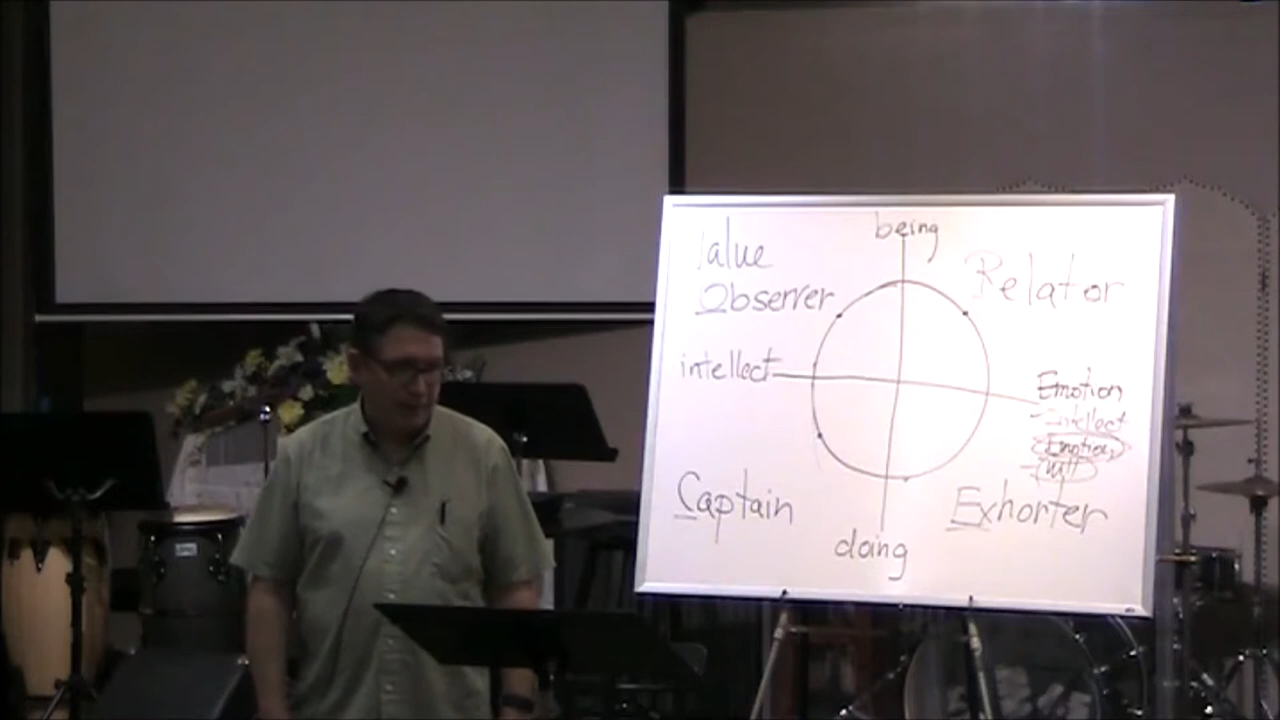 being
Value
Observer
Relator
intellect
Emotion
Intellect
Emotion
Will
Captain
Exhorter
doing